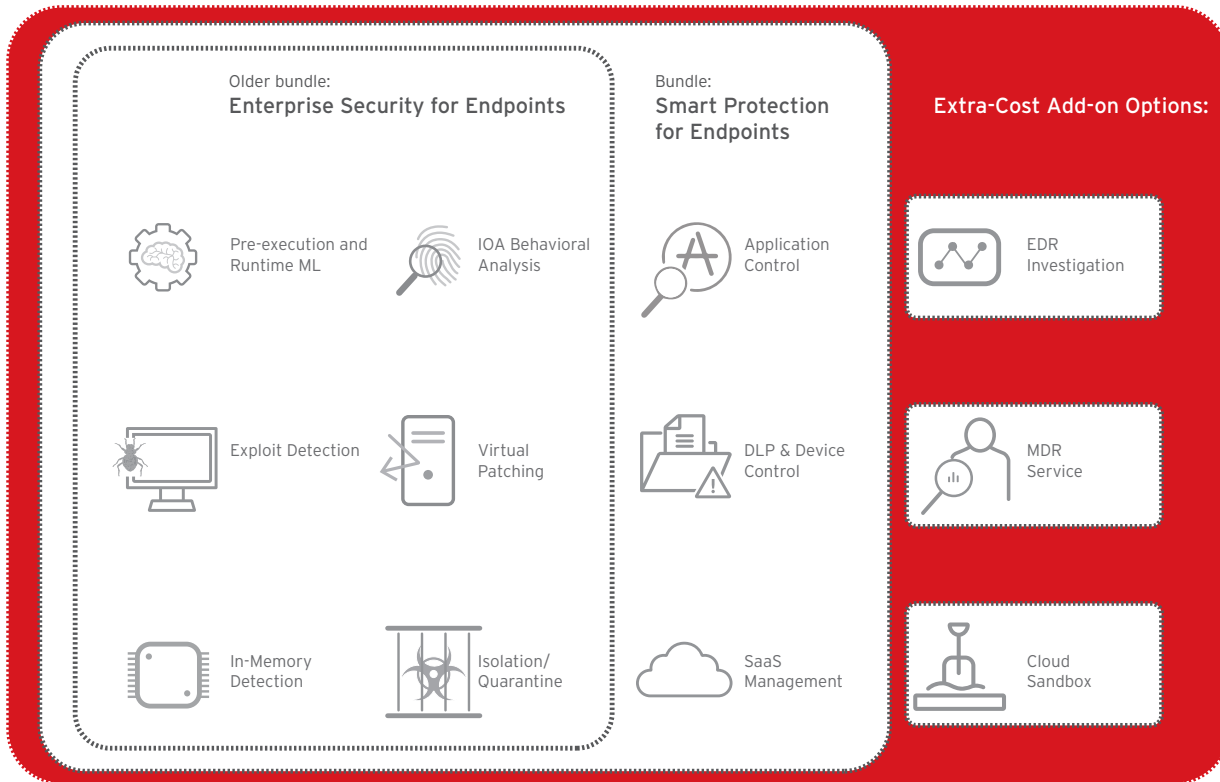 Older bundle:
Enterprise Security for Endpoints
Bundle:
Smart Protection
for Endpoints
Extra-Cost Add-on Options:
Pre-execution and
Runtime ML
IOA Behavioral
Analysis
Application
Control
EDR
Investigation
Exploit Detection
Virtual
Patching
DLP & Device
Control
MDR
Service
In-Memory
Detection
Isolation/
Quarantine
SaaS
Management
Cloud
Sandbox